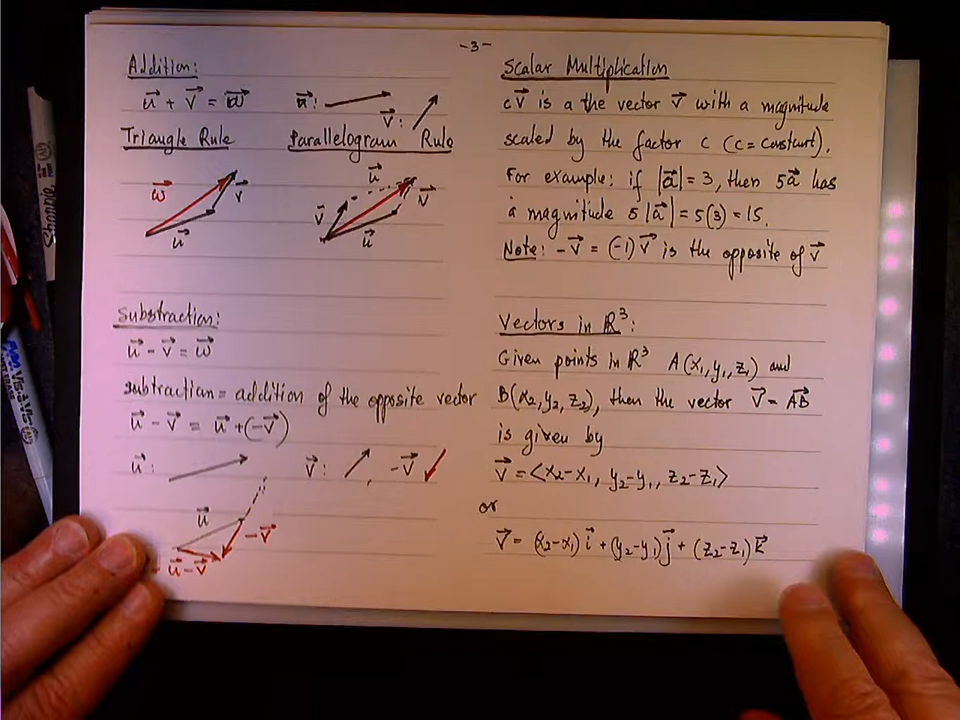 -3-
Addition:
u⃗ + v⃗ = w⃗
u⃗: v⃗:
Triangle Rule
Parallelogram Rule
w⃗ v⃗
u⃗
u⃗
v⃗ v⃗
u⃗
Substraction:
u⃗ - v⃗ = w⃗
subtraction = addition of the opposite vector
u⃗ - v⃗ = u⃗ + (-v⃗)
u⃗: v⃗: , -v⃗
u⃗
-v⃗
u⃗-v⃗
Scalar Multiplication
cv⃗ is a the vector v⃗ with a magnitude
scaled by the factor c (c = constant).
For example: if |a⃗| = 3, then 5a⃗ has
a magnitude 5|a⃗| = 5(3) = 15.
Note: -v⃗ = (-1)v⃗ is the opposite of v⃗
Vectors in ℝ³:
Given points in ℝ³ A(x₁,y₁,z₁) and
B(x₂,y₂,z₂), then the vector v⃗ = AB⃗
is given by
v⃗ = <x₂-x₁, y₂-y₁, z₂-z₁>
or
v⃗ = (x₂-x₁)i⃗ + (y₂-y₁)j⃗ + (z₂-z₁)k⃗
Sharpie